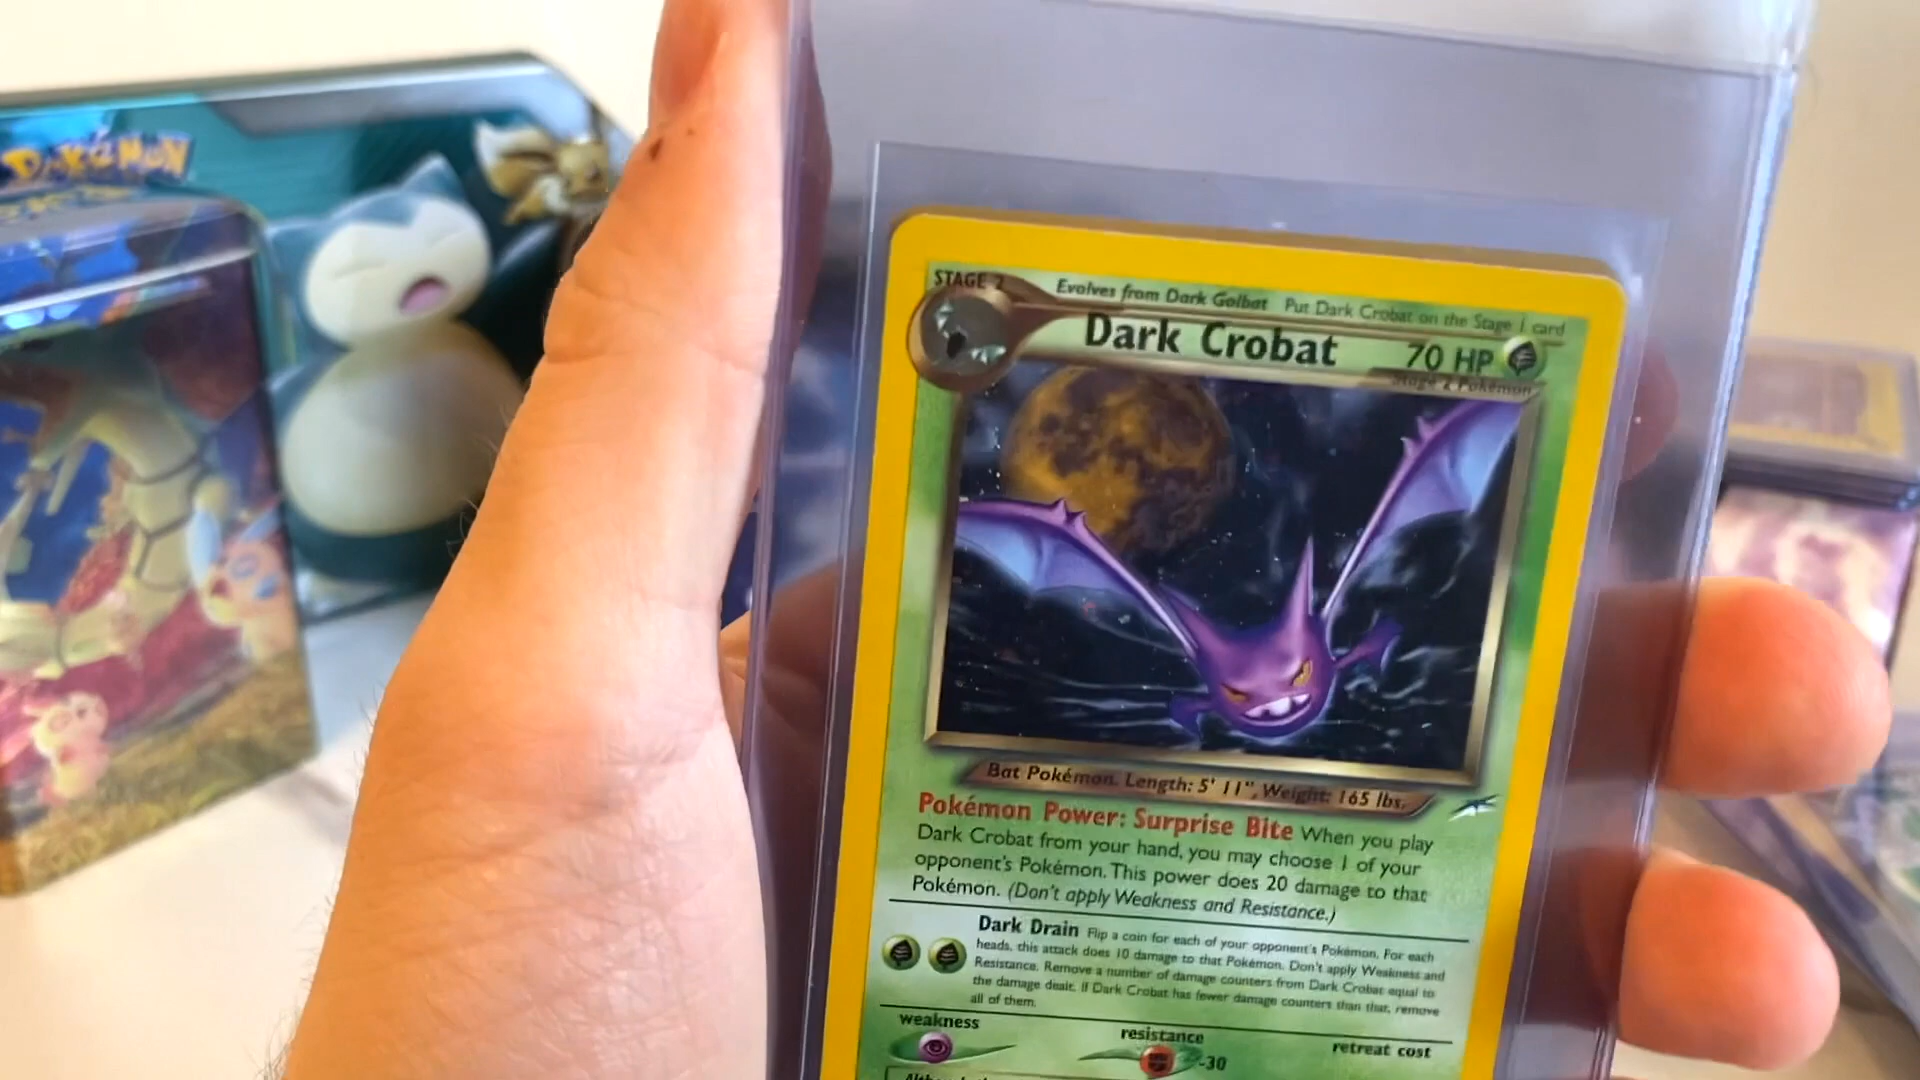 Pokémon
STAGE 2
Evolves from Dark Golbat Put Dark Crobat on the Stage 1 card
Dark Crobat 70 HP
Stage 2 Pokémon
Bat Pokémon. Length: 5' 11", Weight: 165 lbs.
Pokémon Power: Surprise Bite When you play
Dark Crobat from your hand, you may choose 1 of your
opponent's Pokémon. This power does 20 damage to that
Pokémon. (Don't apply Weakness and Resistance.)
Dark Drain Flip a coin for each of your opponent's Pokémon. For each
heads, this attack does 10 damage to that Pokémon. Don't apply Weakness and
Resistance. Remove a number of damage counters from Dark Crobat equal to
the damage dealt. If Dark Crobat has fewer damage counters than that, remove
all of them.
weakness
resistance
retreat cost
-30